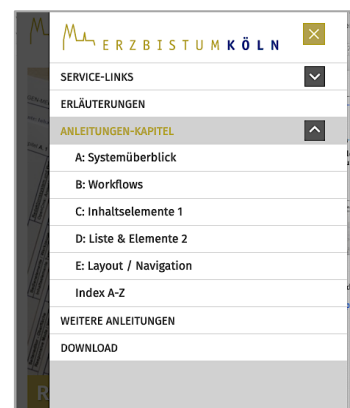 ERZBISTUM KÖLN
SERVICE-LINKS
ERLÄUTERUNGEN
ANLEITUNGEN-KAPITEL
A: Systemüberblick
B: Workflows
C: Inhaltselemente 1
D: Liste & Elemente 2
E: Layout / Navigation
Index A-Z
WEITERE ANLEITUNGEN
DOWNLOAD
R